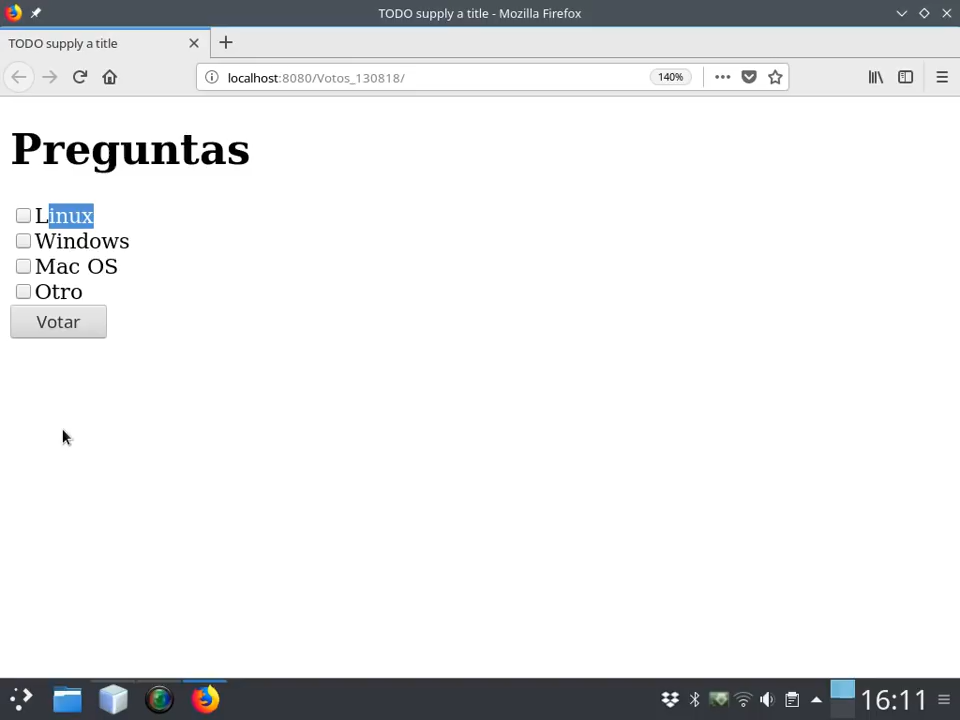 TODO supply a title - Mozilla Firefox
TODO supply a title
localhost:8080/Votos_130818/
140%
Preguntas
Linux
Windows
Mac OS
Otro
Votar
16:11